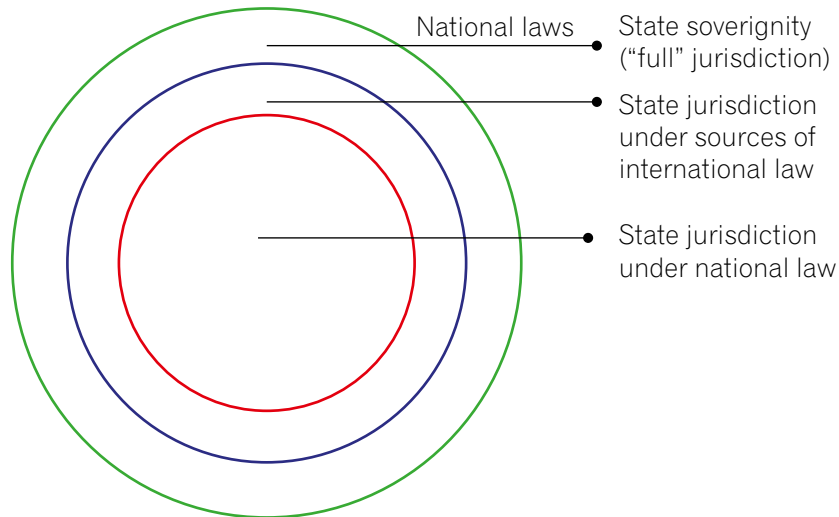 National laws
State soverignity
(“full” jurisdiction)
State jurisdiction
under sources of
international law
State jurisdiction
under national law